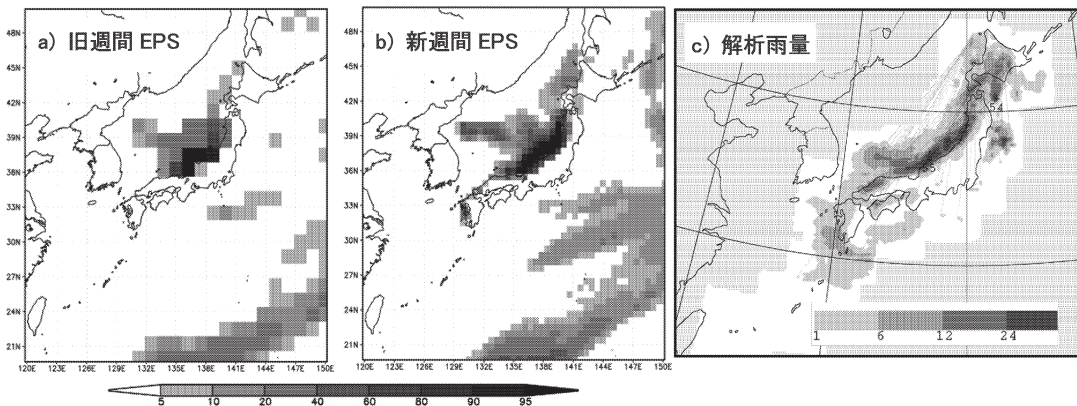 a) 旧週間 EPS
48N
45N
42N
39N
36N
33N
30N
27N
24N
21N
120E 123E 126E 129E 132E 135E 138E 141E 144E 147E 150E
b) 新週間 EPS
48N
45N
42N
39N
36N
33N
30N
27N
24N
21N
120E 123E 126E 129E 132E 135E 138E 141E 144E 147E 150E
c) 解析雨量
54
1 6 12 24
5 10 20 40 60 80 90 95